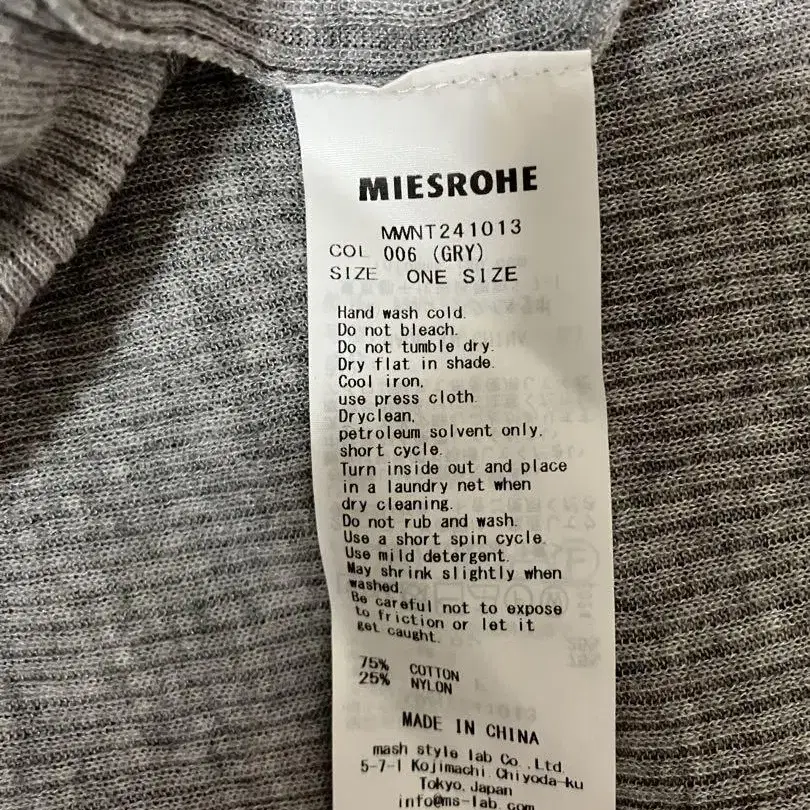 MIESROHE
MWNT241013
COL 006 (GRY)
SIZE ONE SIZE
Hand wash cold.
Do not bleach.
Do not tumble dry.
Dry flat in shade.
Cool iron,
use press cloth.
Dryclean,
petroleum solvent only.
short cycle.
Turn inside out and place
in a laundry net when
dry cleaning.
Do not rub and wash.
Use a short spin cycle.
Use mild detergent.
May shrink slightly when
washed.
Be careful not to expose
to friction or let it
get caught.
75% COTTON
25% NYLON
MADE IN CHINA
mash style lab Co.,Ltd.
5-7-1 Kojimachi,Chiyoda-ku
Tokyo,Japan
info@ms-lab.com